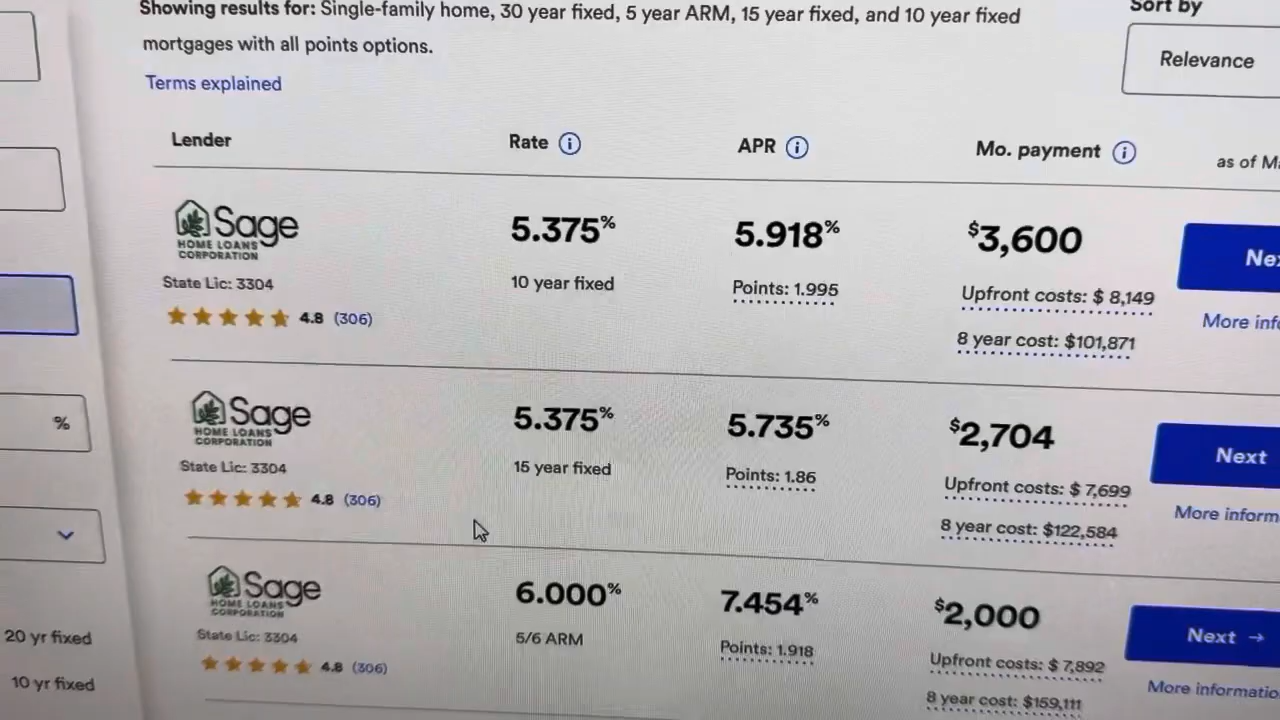 Showing results for: Single-family home, 30 year fixed, 5 year ARM, 15 year fixed, and 10 year fixed
mortgages with all points options.
Terms explained
Sort by
Relevance
Lender Rate i APR i Mo. payment i as of
Sage
HOME LOANS
CORPORATION
State Lic: 3304
4.8 (306)
5.375%
10 year fixed
5.918%
Points: 1.995
$3,600
Upfront costs: $ 8,149
8 year cost: $101,871
More
Sage
HOME LOANS
CORPORATION
State Lic: 3304
4.8 (306)
5.375%
15 year fixed
5.735%
Points: 1.86
$2,704
Upfront costs: $ 7,699
8 year cost: $122,584
Next
More
Sage
HOME LOANS
CORPORATION
State Lic: 3304
4.8 (306)
6.000%
5/6 ARM
7.454%
Points: 1.918
$2,000
Upfront costs: $ 7,892
8 year cost: $159,111
Next →
More
%
20 yr fixed
10 yr fixed